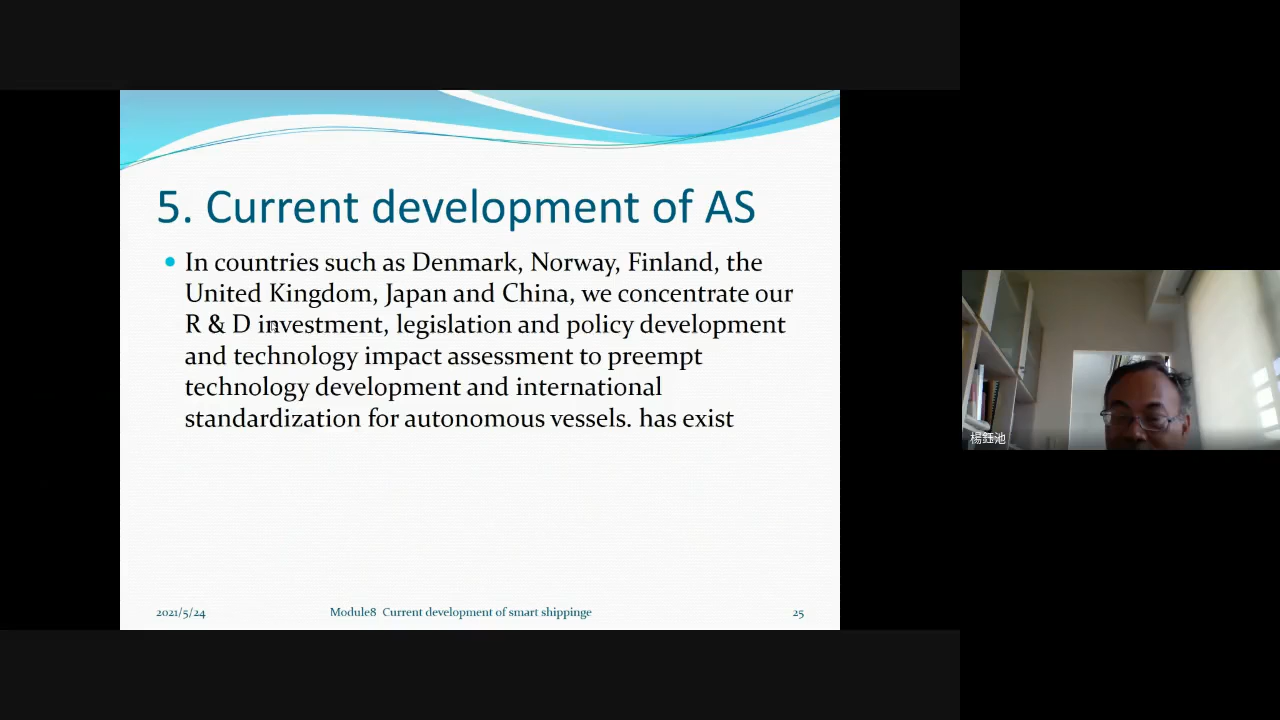 5. Current development of AS
In countries such as Denmark, Norway, Finland, the
United Kingdom, Japan and China, we concentrate our
R & D investment, legislation and policy development
and technology impact assessment to preempt
technology development and international
standardization for autonomous vessels. has exist
2021/5/24
Module8 Current development of smart shippinge
25
楊鈺池